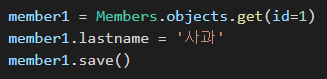 member1 = Members.objects.get(id=1)
member1.lastname = '사과'
member1.save()